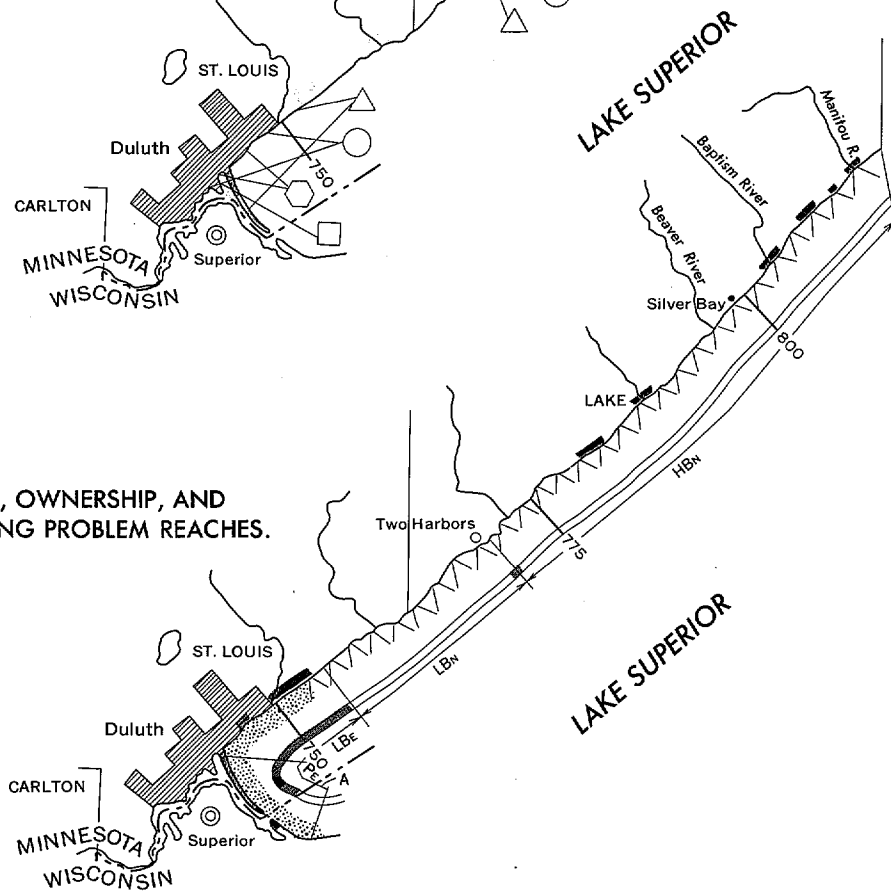 LAKE SUPERIOR
ST. LOUIS
Duluth
750
CARLTON
MINNESOTA
WISCONSIN
Superior
Manitou R.
Baptism River
Beaver River
Silver Bay
800
LAKE
HBN
, OWNERSHIP, AND
NG PROBLEM REACHES.
Two Harbors
775
LBN
LAKE SUPERIOR
ST. LOUIS
Duluth
750
LBE
PE
A
CARLTON
MINNESOTA
WISCONSIN
Superior